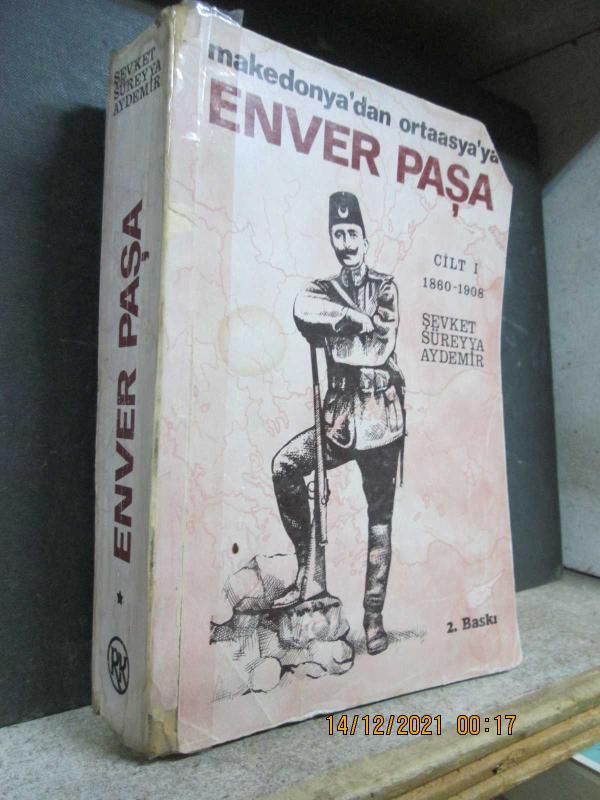 ŞEVKET
SÜREYYA
AYDEMİR
ENVER PAŞA
*
RK
makedonya'dan ortaasya'ya
ENVER PAŞA
CİLT I
1860-1908
ŞEVKET
SÜREYYA
AYDEMİR
2. Baskı
14/12/2021 00:17